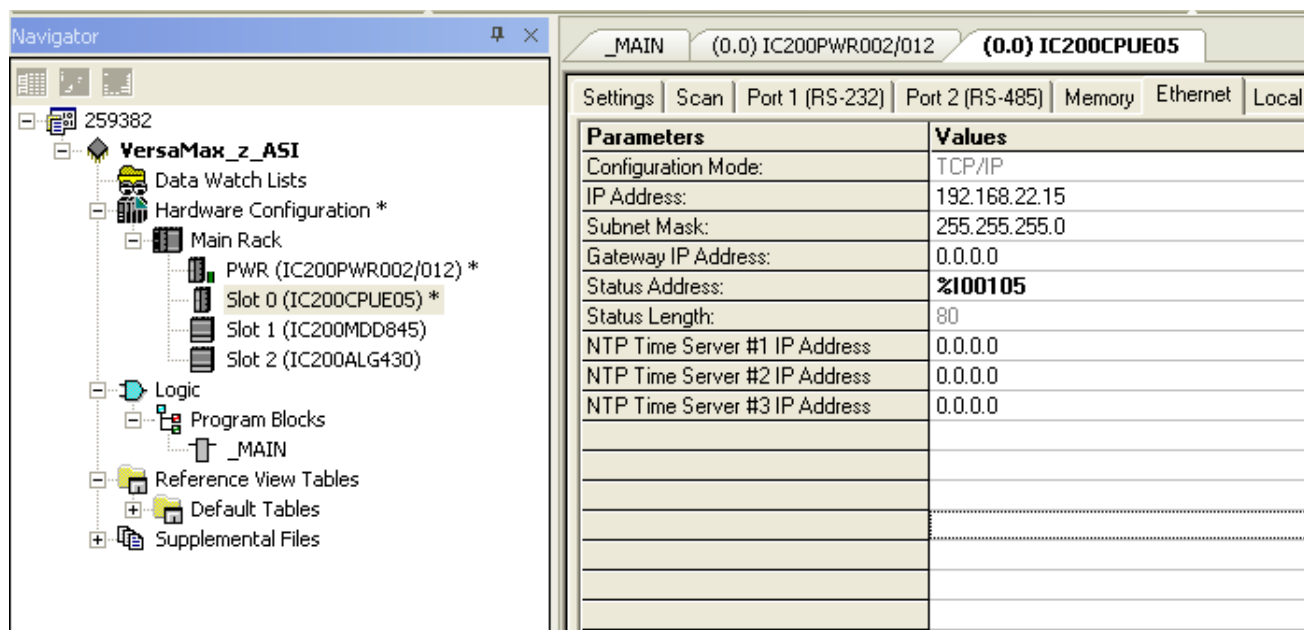 Navigator
259382
VersaMax_z_ASI
Data Watch Lists
Hardware Configuration *
Main Rack
PWR (IC200PWR002/012) *
Slot 0 (IC200CPUE05) *
Slot 1 (IC200MDD845)
Slot 2 (IC200ALG430)
Logic
Program Blocks
_MAIN
Reference View Tables
Default Tables
Supplemental Files
_MAIN (0.0) IC200PWR002/012 (0.0) IC200CPUE05
Settings Scan Port 1 (RS-232) Port 2 (RS-485) Memory Ethernet Local
Parameters Values
Configuration Mode: TCP/IP
IP Address: 192.168.22.15
Subnet Mask: 255.255.255.0
Gateway IP Address: 0.0.0.0
Status Address: %I00105
Status Length: 80
NTP Time Server #1 IP Address 0.0.0.0
NTP Time Server #2 IP Address 0.0.0.0
NTP Time Server #3 IP Address 0.0.0.0